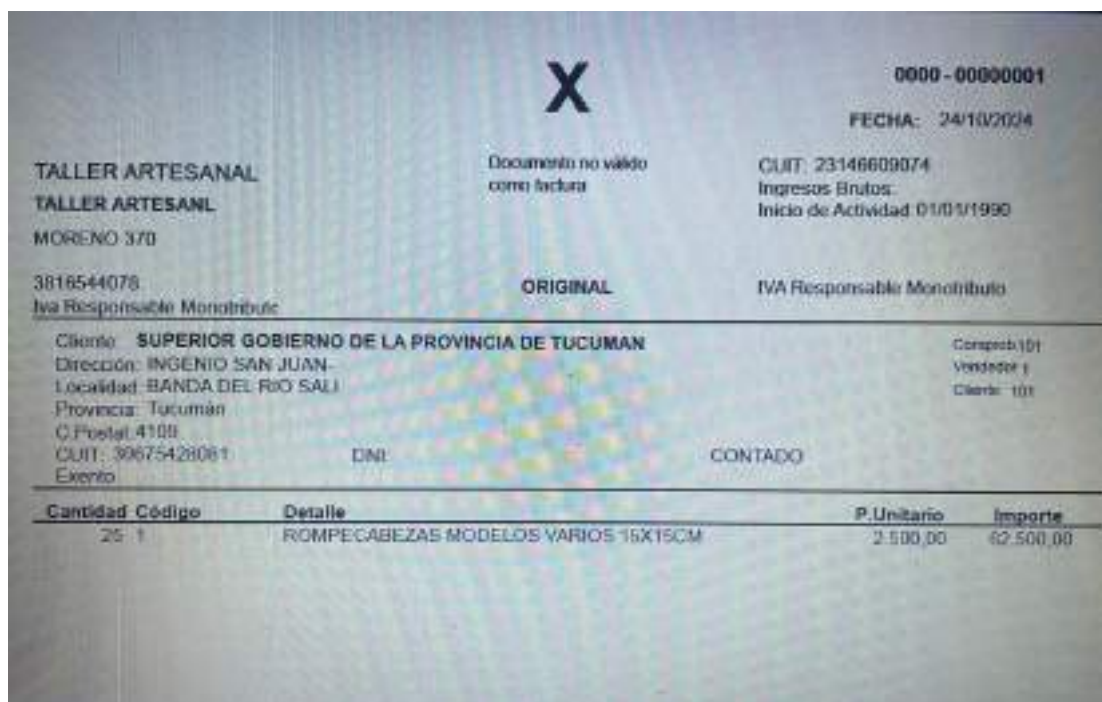 X
0000 - 00000001
FECHA: 24/10/2024
TALLER ARTESANAL
Documento no válido
como factura
CUIT: 23146609074
Ingresos Brutos:
Inicio de Actividad 01/01/1990
TALLER ARTESANL
MORENO 370
3816544078
ORIGINAL
IVA Responsable Monotributo
Iva Responsable Monotributo
Cliente SUPERIOR GOBIERNO DE LA PROVINCIA DE TUCUMAN
Comprob 101
Dirección: INGENIO SAN JUAN-
Vendedor 1
Localidad BANDA DEL RIO SALI
Cliente 101
Provincia: Tucumán
C.Postal 4109
CUIT: 30675428081 DNI: CONTADO
Exento
Cantidad Código Detalle P.Unitario Importe
25 1 ROMPECABEZAS MODELOS VARIOS 15X15CM 2.500,00 62.500,00